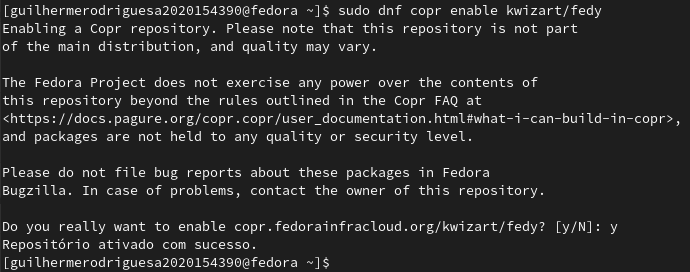 [guilhermerodriguesa2020154390@fedora ~]$ sudo dnf copr enable kwizart/fedy
Enabling a Copr repository. Please note that this repository is not part
of the main distribution, and quality may vary.
The Fedora Project does not exercise any power over the contents of
this repository beyond the rules outlined in the Copr FAQ at
<https://docs.pagure.org/copr.copr/user_documentation.html#what-i-can-build-in-copr>,
and packages are not held to any quality or security level.
Please do not file bug reports about these packages in Fedora
Bugzilla. In case of problems, contact the owner of this repository.
Do you really want to enable copr.fedorainfracloud.org/kwizart/fedy? [y/N]: y
Repositório ativado com sucesso.
[guilhermerodriguesa2020154390@fedora ~]$